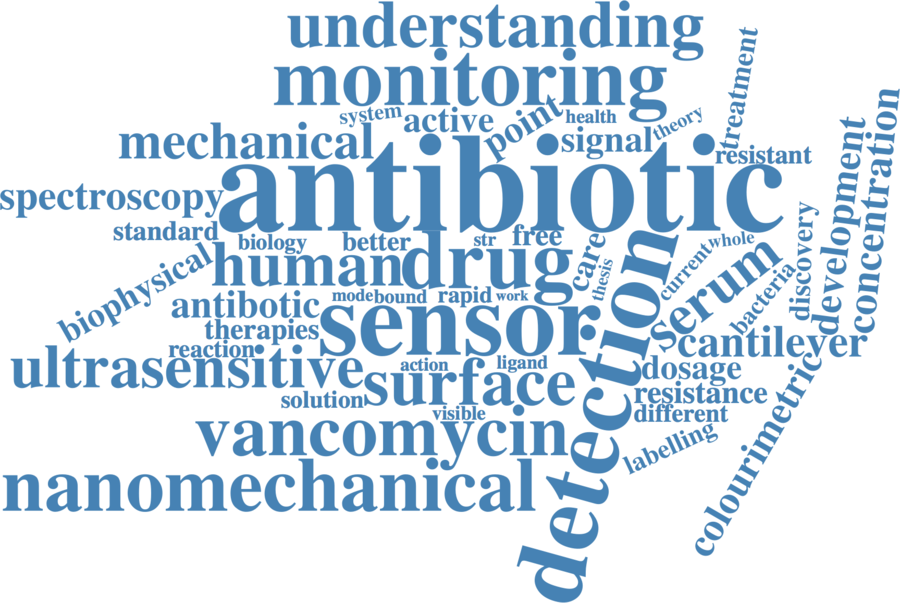 understanding
monitoring
treatment
system
active
point
health
signal
theory
mechanical
antibiotic
resistant
spectroscopy
standard
biology
better
str
free
care
thesis
current
whole
discovery
development
concentration
biophysical
human
drug
detection
serum
bacteria
antibotic
mode
bound
rapid
work
therapies
sensor
cantilever
reaction
ultrasensitive
action
ligand
surface
dosage
solution
resistance
visible
different
colourimetric
vancomycin
labelling
nanomechanical